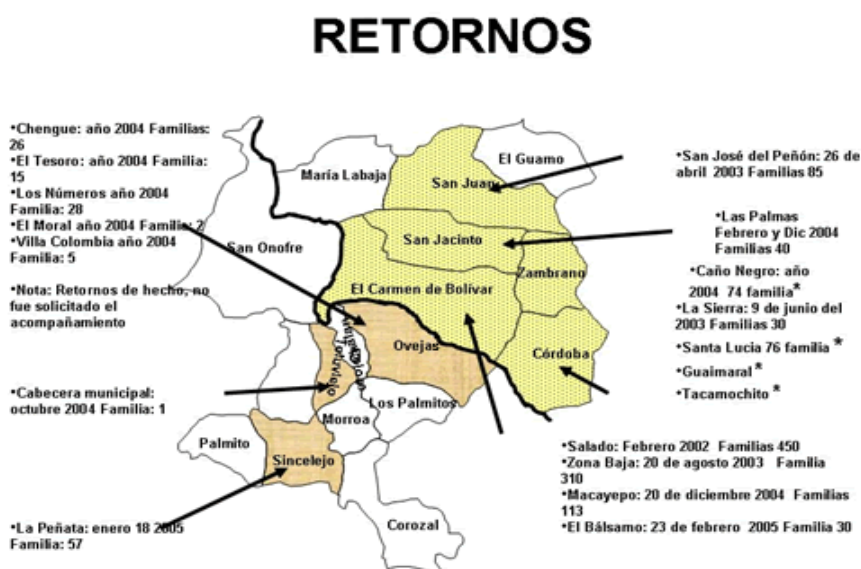 RETORNOS
•Chengue: año 2004 Familias:
26
•El Tesoro: año 2004 Familia:
15
•Los Números año 2004
Familia: 28
•El Moral año 2004 Familia: 2
•Villa Colombia año 2004
Familia: 5
•Nota: Retornos de hecho, no
fue solicitado el
acompañamiento
•Cabecera municipal:
octubre 2004 Familia: 1
•La Peñata: enero 18 2005
Familia: 57
María Labaja
El Guamo
San Juan
San Onofre
San Jacinto
Zambrano
El Carmen de Bolívar
Ovejas
Córdoba
Toluviejo
Los Palmitos
Morroa
Palmito
Sincelejo
Corozal
•San José del Peñón: 26 de
abril 2003 Familias 85
•Las Palmas
Febrero y Dic 2004
Familias 40
•Caño Negro: año
2004 74 familia*
•La Sierra: 9 de junio del
2003 Familias 30
•Santa Lucia 76 familia *
•Guaimaral*
•Tacamochito *
•Salado: Febrero 2002 Familias 450
•Zona Baja: 20 de agosto 2003 Familia
310
•Macayepo: 20 de diciembre 2004 Familias
113
•El Bálsamo: 23 de febrero 2005 Familia 30